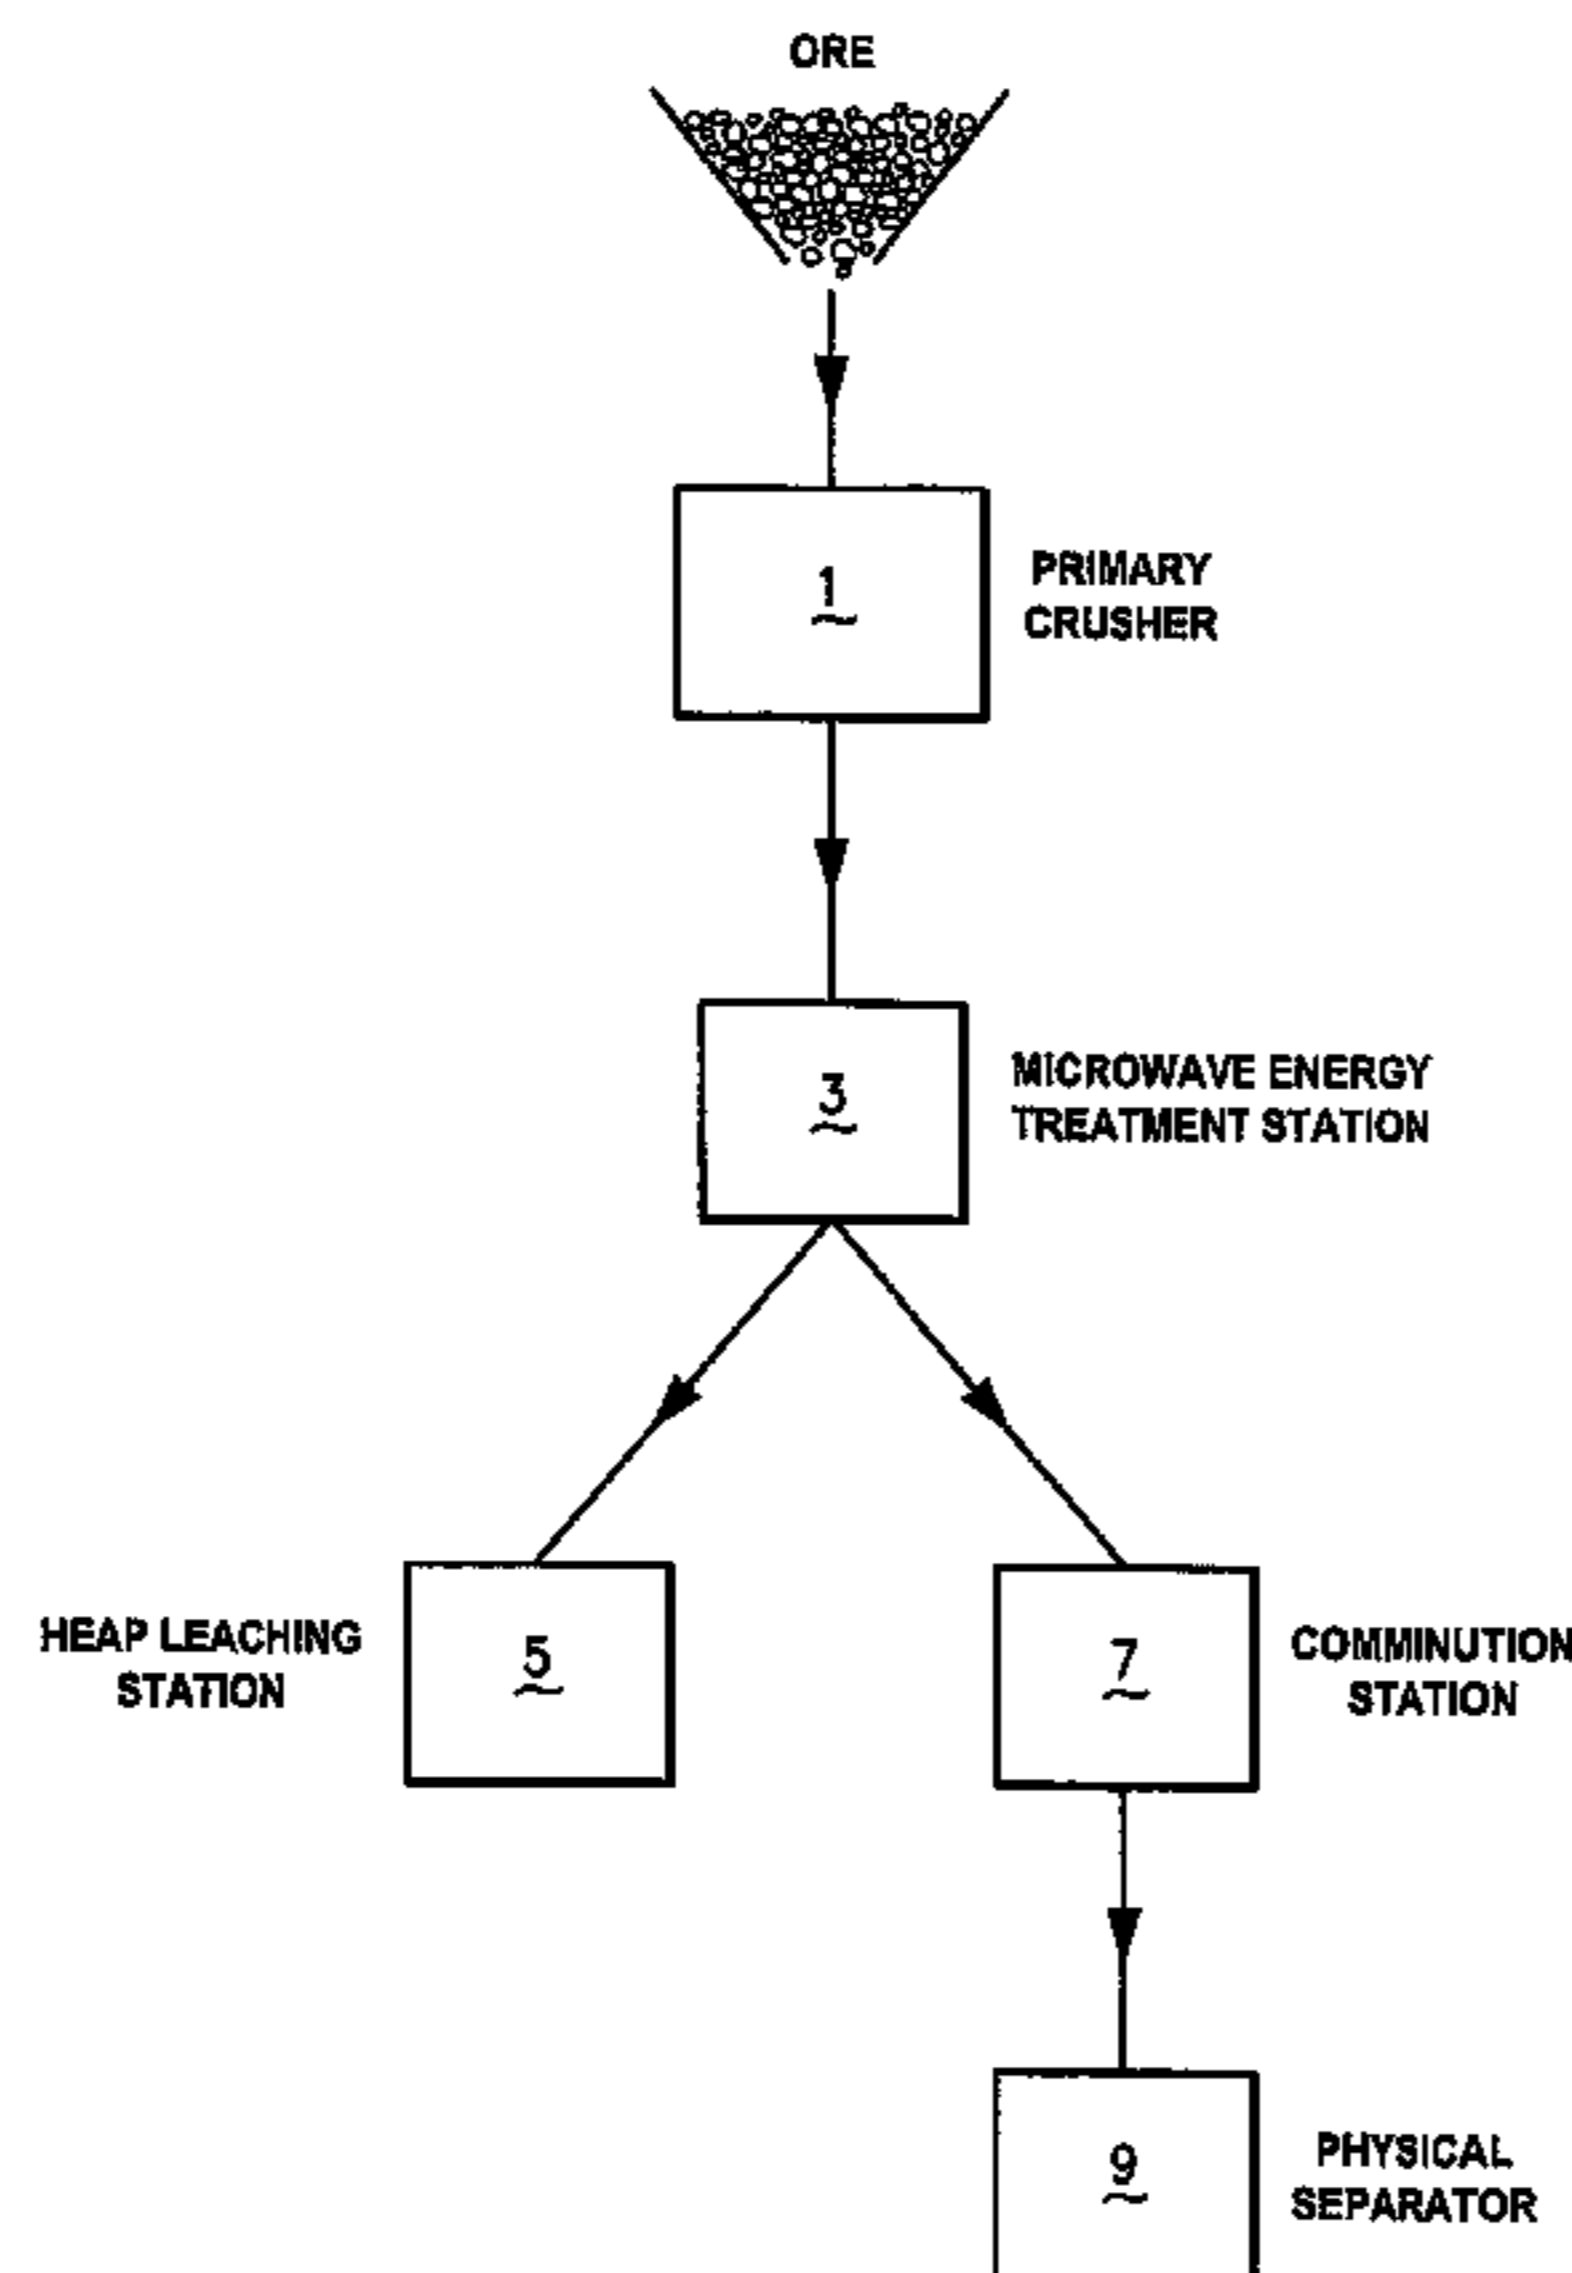 ORE
1
PRIMARY
CRUSHER
3
MICROWAVE ENERGY
TREATMENT STATION
HEAP LEACHING
STATION
5
7
COMMINUTION
STATION
9
PHYSICAL
SEPARATOR